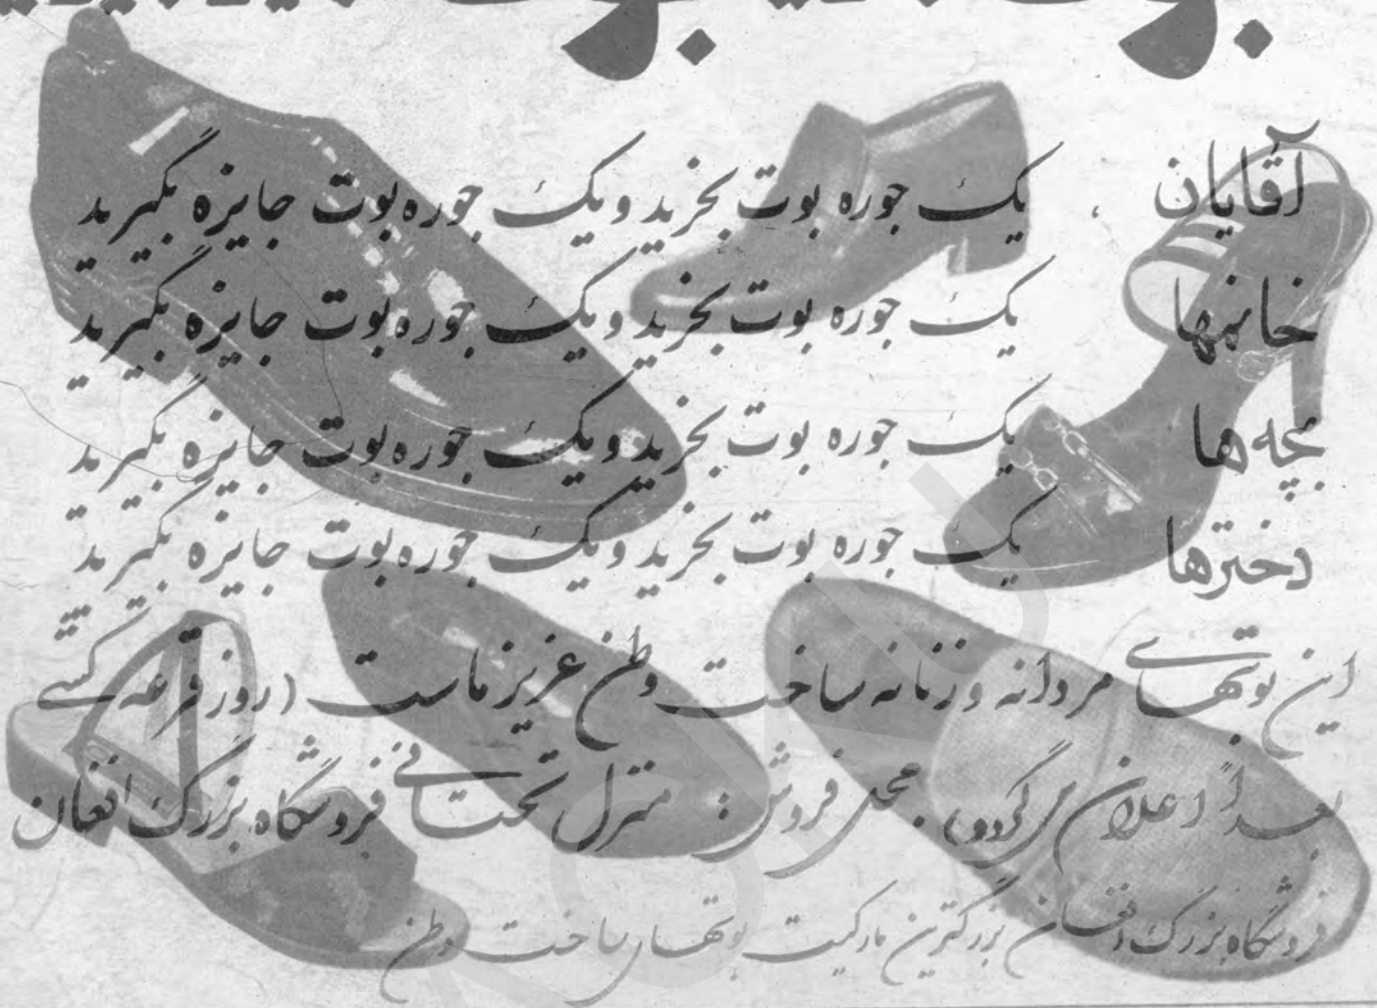 آقایان یک جوره بوت بخرید و یک جوره بوت جایزه بگیرید
خانمها یک جوره بوت بخرید و یک جوره بوت جایزه بگیرید
بچه ها یک جوره بوت بخرید و یک جوره بوت جایزه بگیرید
دخترها یک جوره بوت بخرید و یک جوره بوت جایزه بگیرید
این بوتهای مردانه و زنانه ساخت وطن عزیز ماست (روز قرعه کشی
بعداً اعلان می گردد) محل فروش : منزل تحتانی فروشگاه بزرگ افغان
فروشگاه بزرگ افغان بزرگترین مارکیت بوتهای ساخت وطن